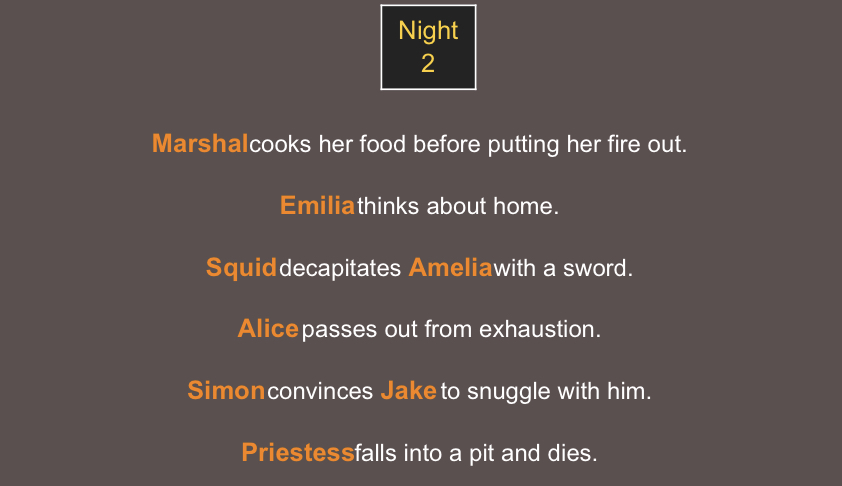 Night
2
Marshal cooks her food before putting her fire out.
Emilia thinks about home.
Squid decapitates Amelia with a sword.
Alice passes out from exhaustion.
Simon convinces Jake to snuggle with him.
Priestess falls into a pit and dies.